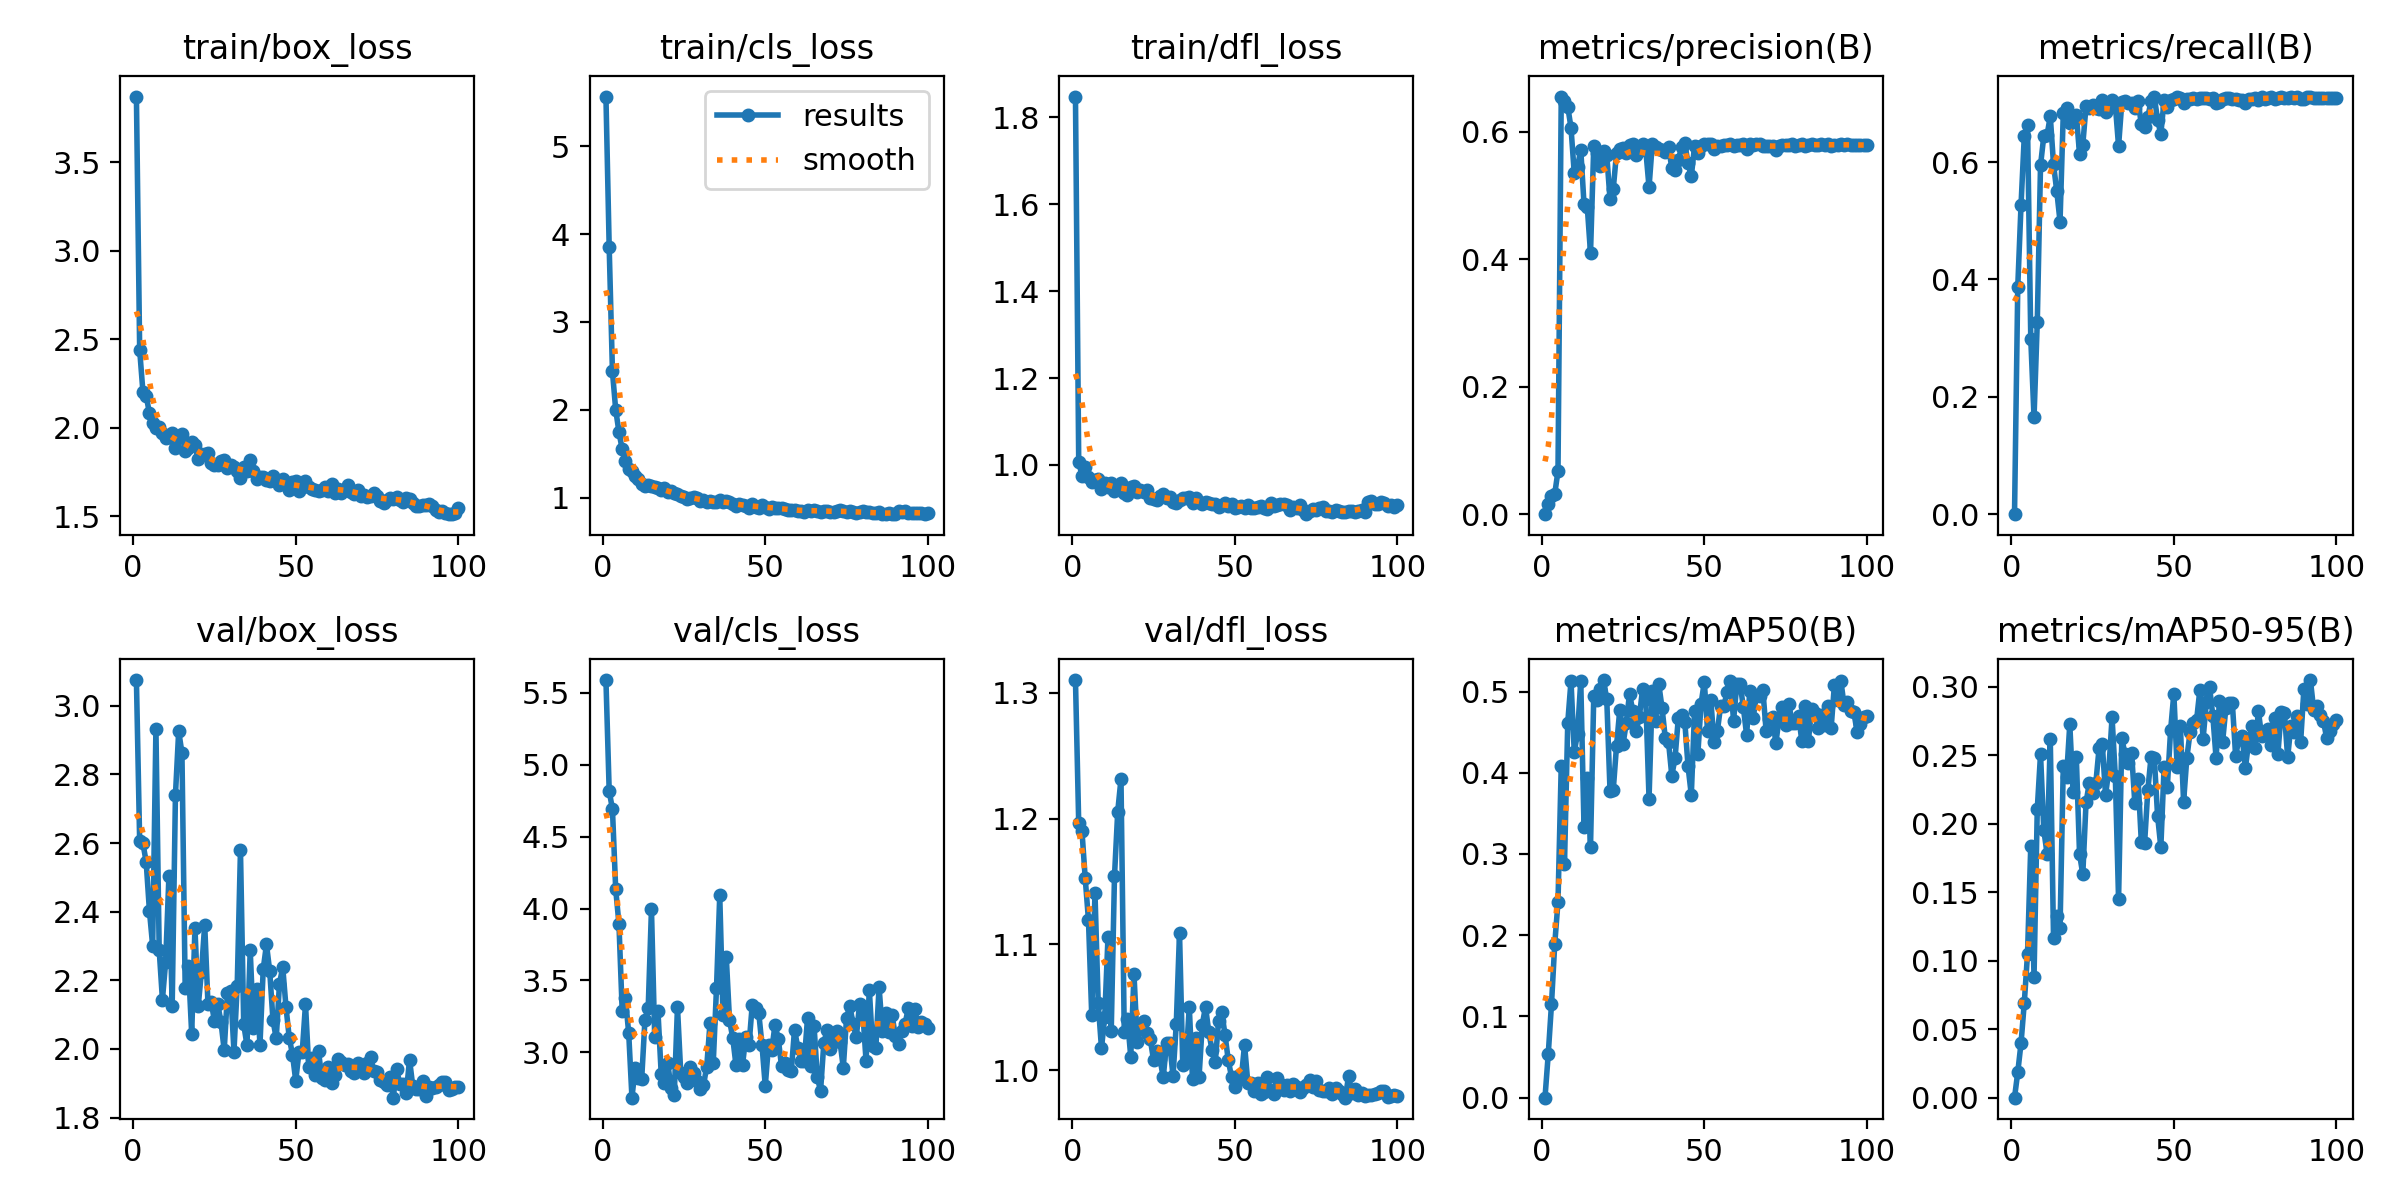 train/box_loss
3.5
3.0
2.5
2.0
1.5
0 50 100
train/cls_loss
results
smooth
5
4
3
2
1
0 50 100
train/dfl_loss
1.8
1.6
1.4
1.2
1.0
0 50 100
metrics/precision(B)
0.6
0.4
0.2
0.0
0 50 100
metrics/recall(B)
0.6
0.4
0.2
0.0
0 50 100
val/box_loss
3.0
2.8
2.6
2.4
2.2
2.0
1.8
0 50 100
val/cls_loss
5.5
5.0
4.5
4.0
3.5
3.0
0 50 100
val/dfl_loss
1.3
1.2
1.1
1.0
0 50 100
metrics/mAP50(B)
0.5
0.4
0.3
0.2
0.1
0.0
0 50 100
metrics/mAP50-95(B)
0.30
0.25
0.20
0.15
0.10
0.05
0.00
0 50 100